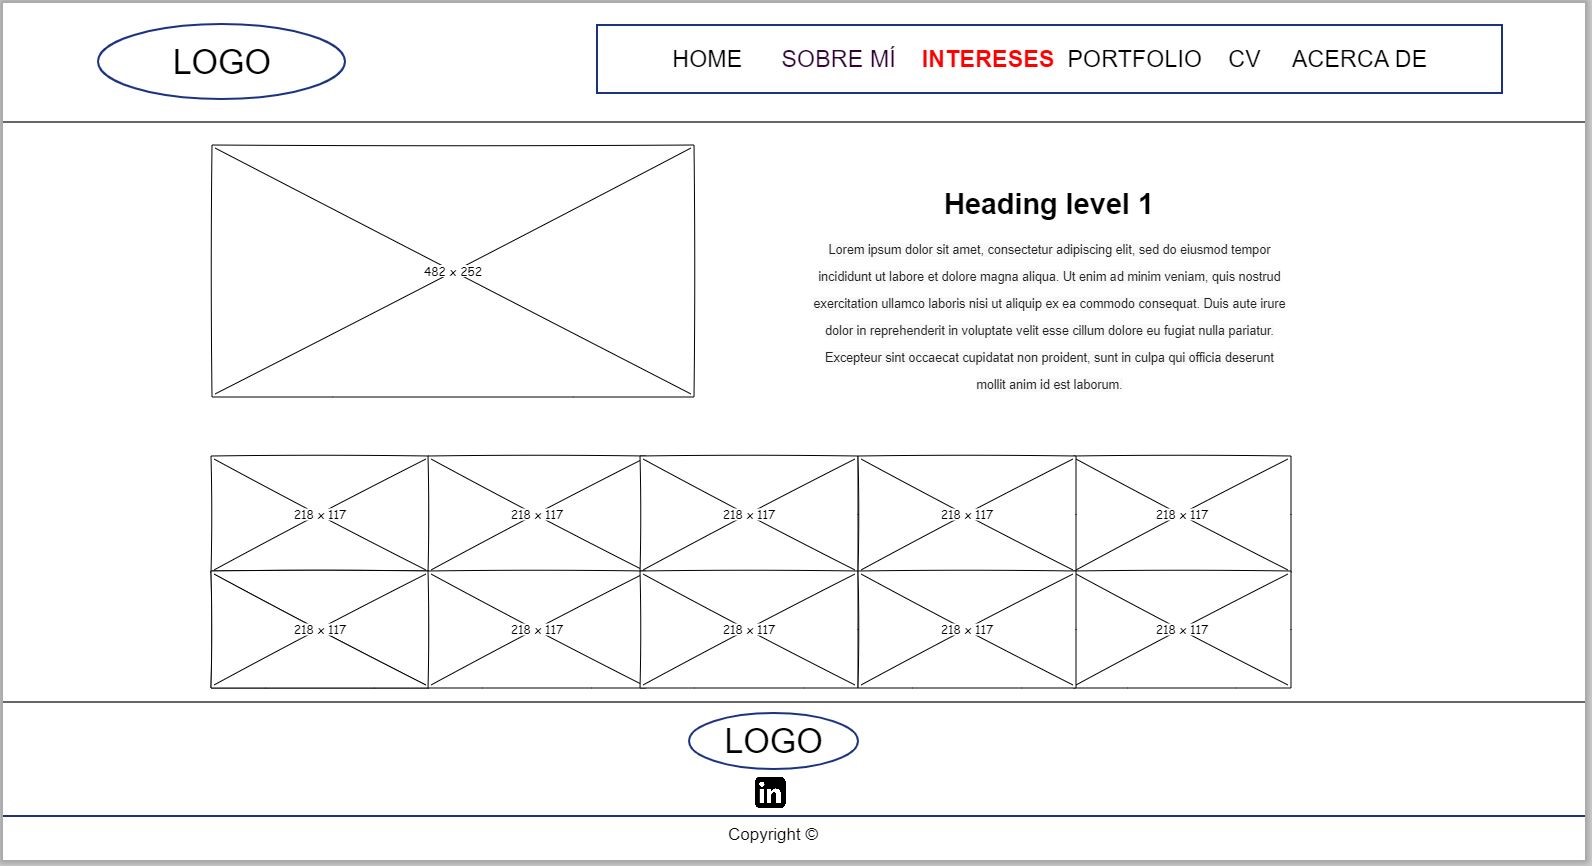 LOGO
HOME SOBRE MÍ INTERESES PORTFOLIO CV ACERCA DE
482 x 252
Heading level 1
Lorem ipsum dolor sit amet, consectetur adipiscing elit, sed do eiusmod tempor
incididunt ut labore et dolore magna aliqua. Ut enim ad minim veniam, quis nostrud
exercitation ullamco laboris nisi ut aliquip ex ea commodo consequat. Duis aute irure
dolor in reprehenderit in voluptate velit esse cillum dolore eu fugiat nulla pariatur.
Excepteur sint occaecat cupidatat non proident, sunt in culpa qui officia deserunt
mollit anim id est laborum.
218 x 117 218 x 117 218 x 117 218 x 117 218 x 117
218 x 117 218 x 117 218 x 117 218 x 117 218 x 117
LOGO
in
Copyright ©